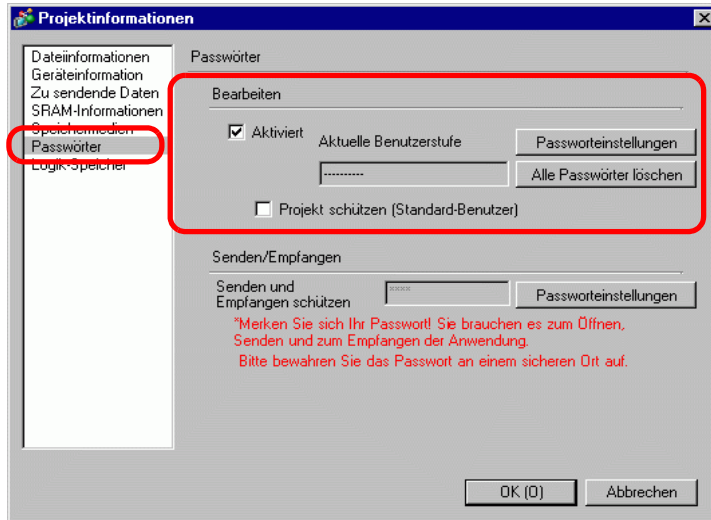 Projektinformationen
Dateiinformationen
Geräteinformation
Zu sendende Daten
SRAM-Informationen
Speichermedien
Passwörter
Logik-Speicher
Passwörter
Bearbeiten
Aktiviert
Aktuelle Benutzerstufe
Passworteinstellungen
----------
Alle Passwörter löschen
Projekt schützen (Standard-Benutzer)
Senden/Empfangen
Senden und
Empfangen schützen
xxxx
Passworteinstellungen
*Merken Sie sich Ihr Passwort! Sie brauchen es zum Öffnen,
Senden und zum Empfangen der Anwendung.
Bitte bewahren Sie das Passwort an einem sicheren Ort auf.
OK (O)
Abbrechen